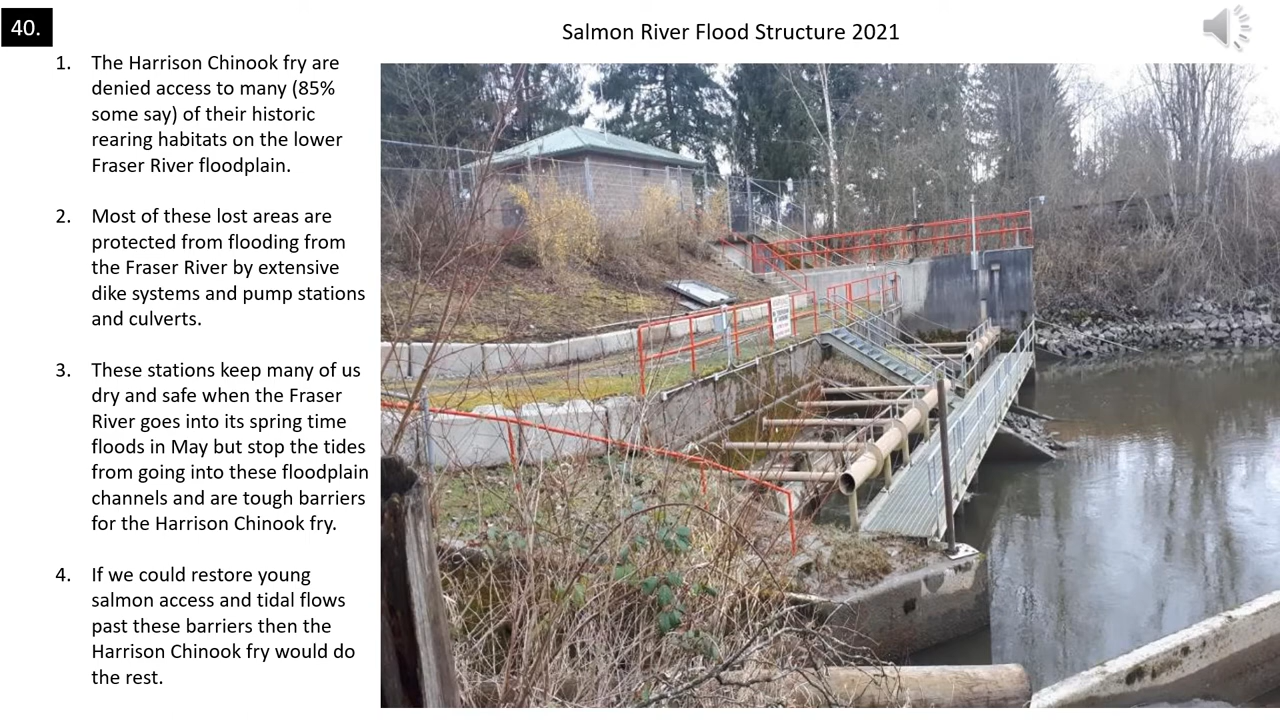 40.
Salmon River Flood Structure 2021
1. The Harrison Chinook fry are
denied access to many (85%
some say) of their historic
rearing habitats on the lower
Fraser River floodplain.
2. Most of these lost areas are
protected from flooding from
the Fraser River by extensive
dike systems and pump stations
and culverts.
3. These stations keep many of us
dry and safe when the Fraser
River goes into its spring time
floods in May but stop the tides
from going into these floodplain
channels and are tough barriers
for the Harrison Chinook fry.
4. If we could restore young
salmon access and tidal flows
past these barriers then the
Harrison Chinook fry would do
the rest.